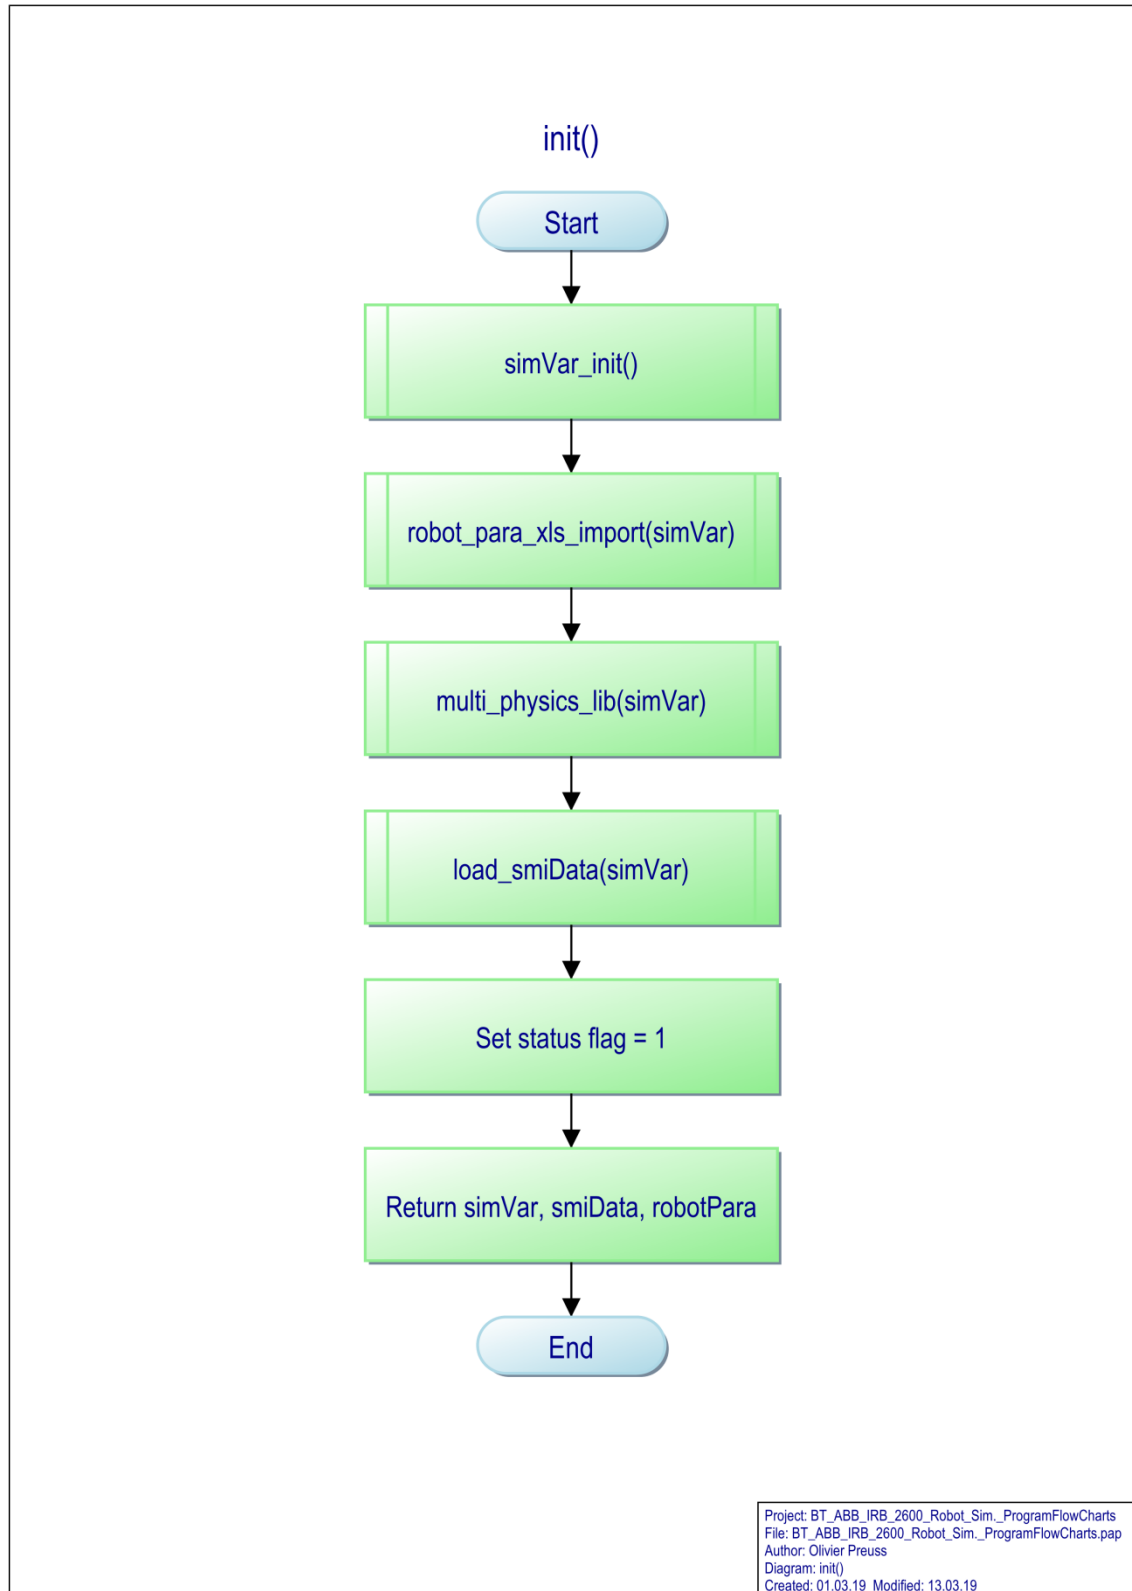 init()
Start
simVar_init()
robot_para_xls_import(simVar)
multi_physics_lib(simVar)
load_smiData(simVar)
Set status flag = 1
Return simVar, smiData, robotPara
End
Project: BT_ABB_IRB_2600_Robot_Sim._ProgramFlowCharts
File: BT_ABB_IRB_2600_Robot_Sim._ProgramFlowCharts.pap
Author: Olivier Preuss
Diagram: init()
Created: 01.03.19 Modified: 13.03.19